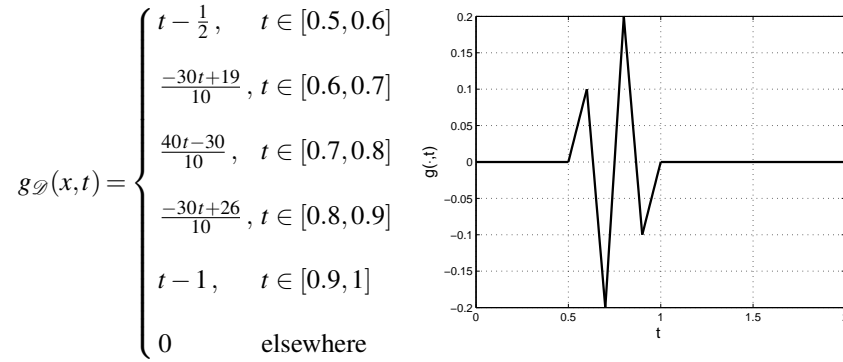 g𝒟(x,t) =
t − 1/2 , t ∈ [0.5,0.6]
(−30t+19)/10 , t ∈ [0.6,0.7]
(40t−30)/10 , t ∈ [0.7,0.8]
(−30t+26)/10 , t ∈ [0.8,0.9]
t − 1 , t ∈ [0.9,1]
0 elsewhere
g(·,t)
0.2
0.15
0.1
0.05
0
−0.05
−0.1
−0.15
−0.2
0 0.5 1 1.5 2
t